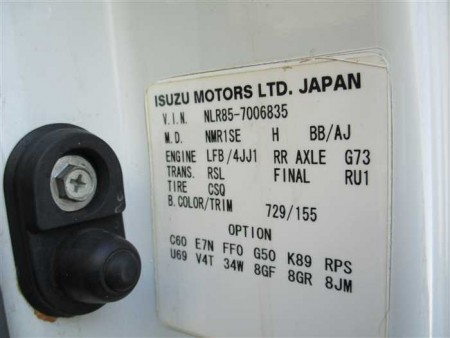 ISUZU MOTORS LTD. JAPAN
V.I.N. NLR85-7006835
M.D. NMR1SE H BB/AJ
ENGINE LFB/4JJ1 RR AXLE G73
TRANS. RSL FINAL RU1
TIRE CSQ
B.COLOR/TRIM 729/155
OPTION
C60 E7N FF0 G50 K89 RPS
U69 V4T 34W 8GF 8GR 8JM